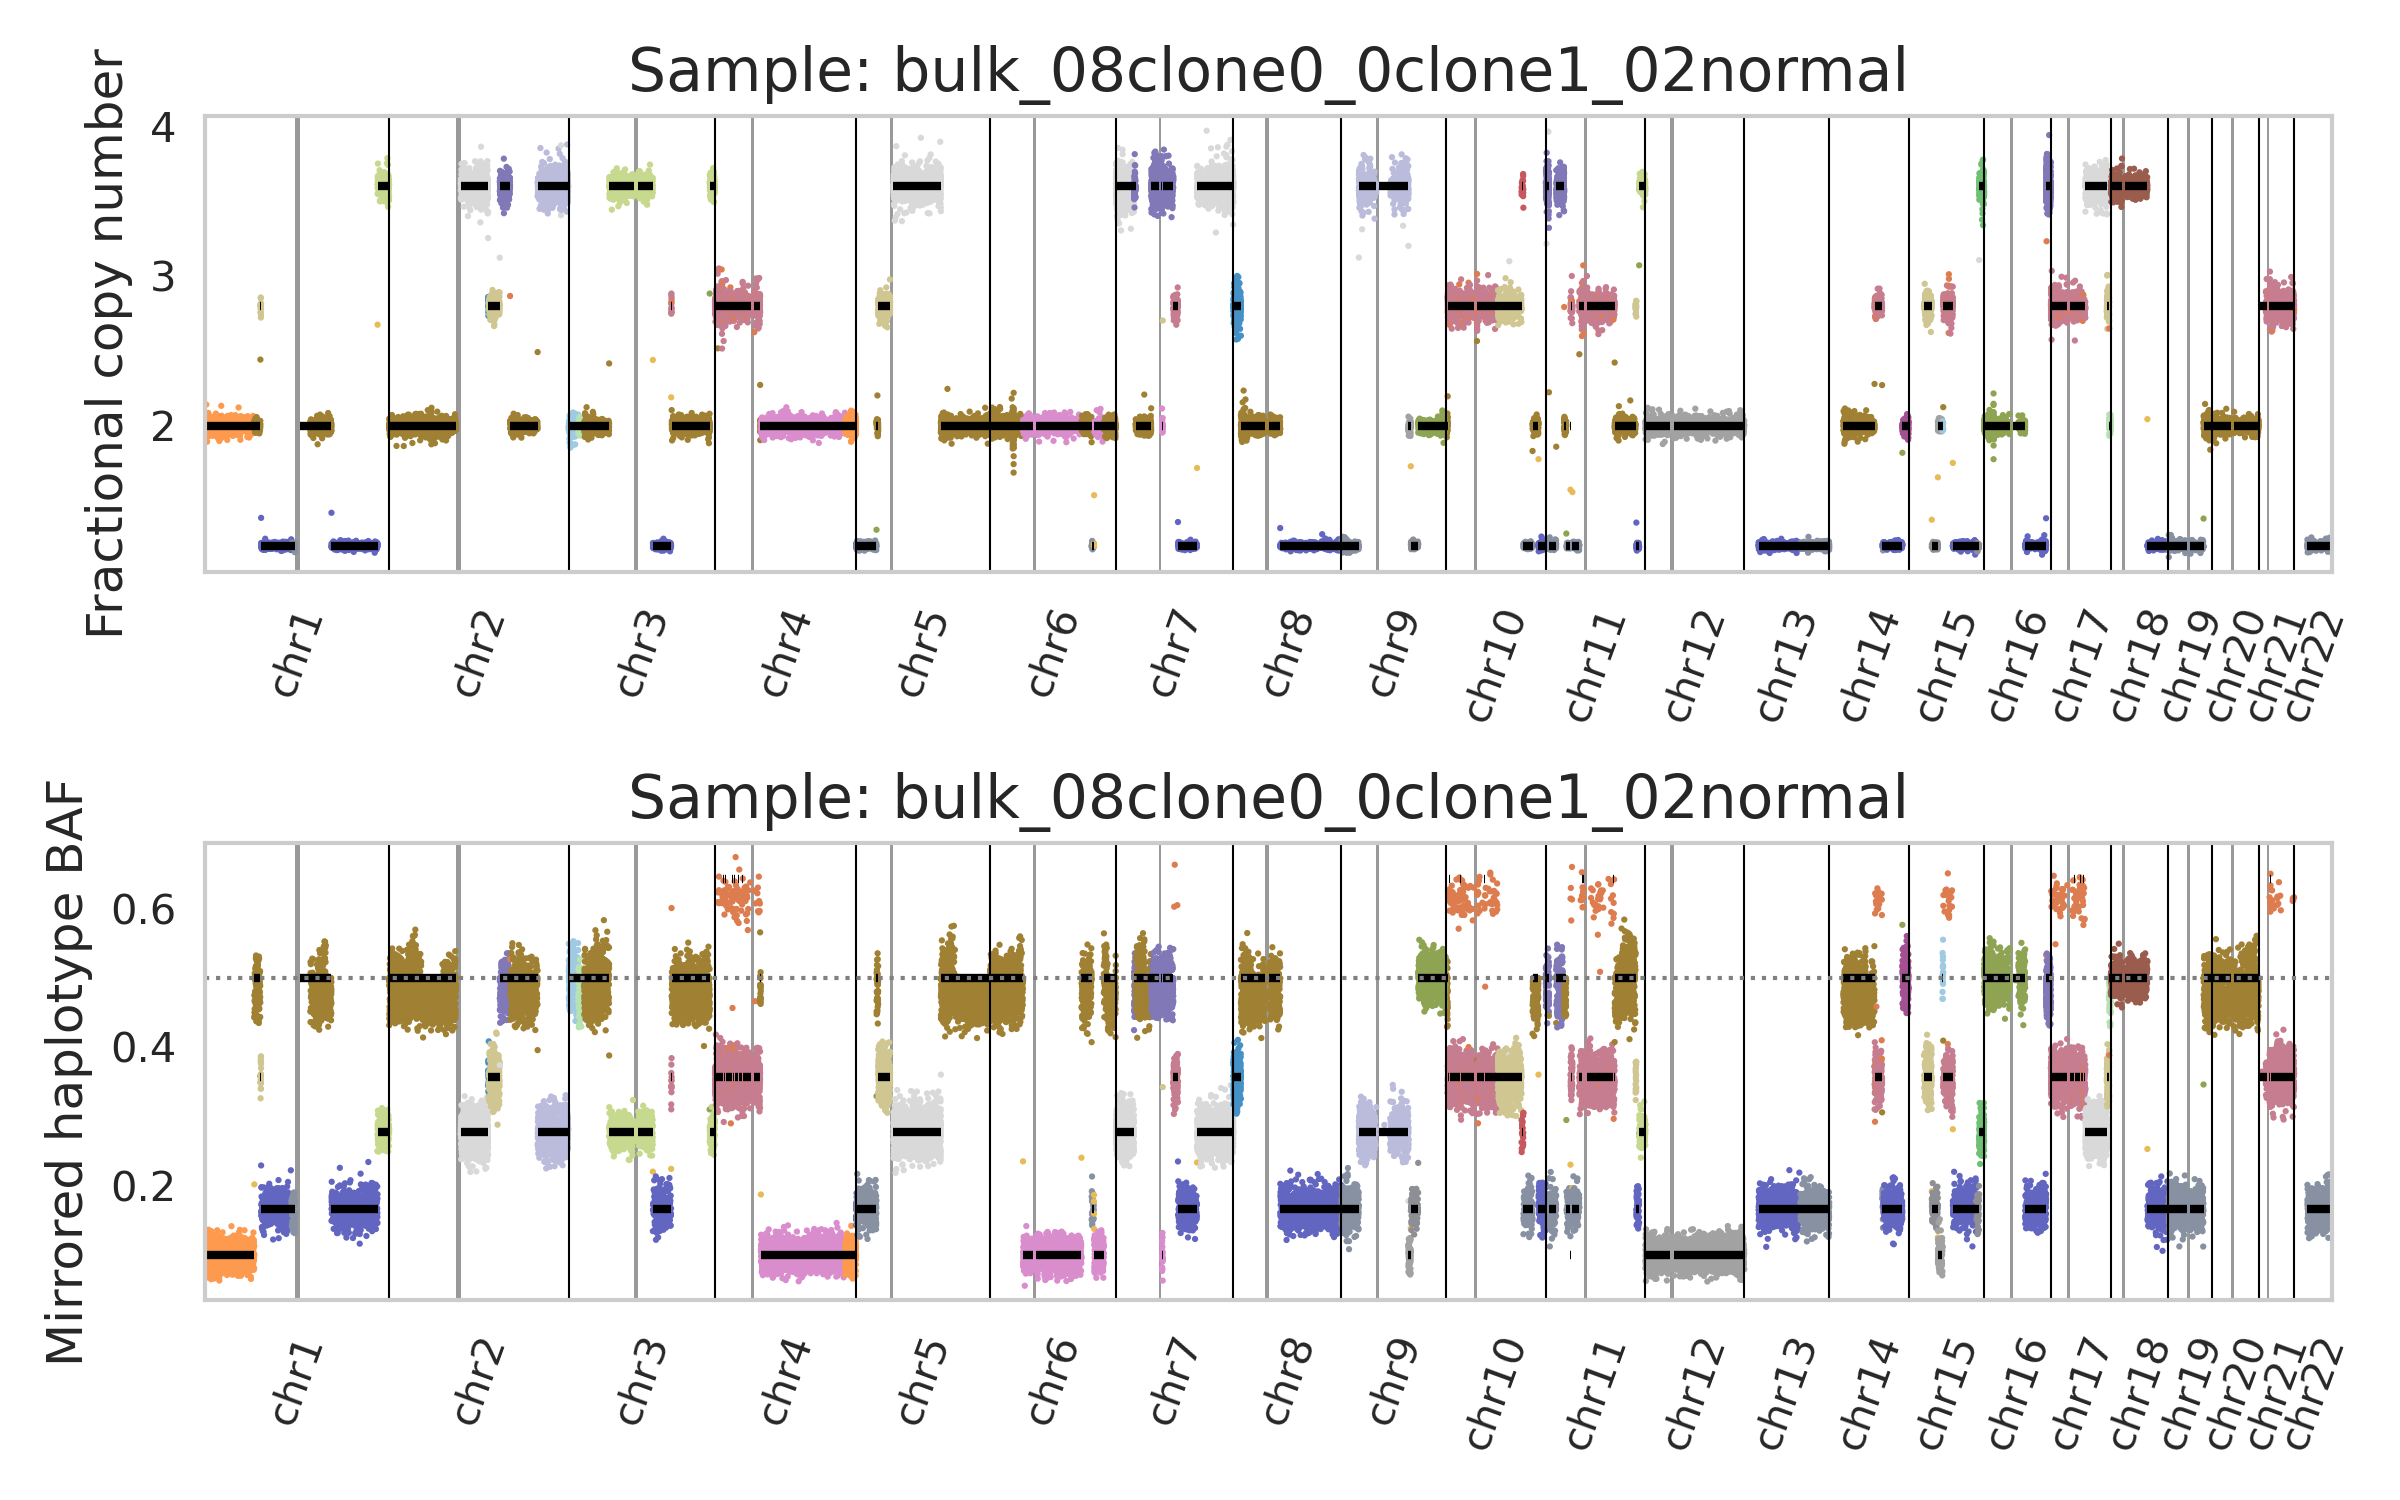 Sample: bulk_08clone0_0clone1_02normal
Fractional copy number
4
3
2
chr1
chr2
chr3
chr4
chr5
chr6
chr7
chr8
chr9
chr10
chr11
chr12
chr13
chr14
chr15
chr16
chr17
chr18
chr19
chr20
chr21
chr22
Sample: bulk_08clone0_0clone1_02normal
Mirrored haplotype BAF
0.6
0.4
0.2
chr1
chr2
chr3
chr4
chr5
chr6
chr7
chr8
chr9
chr10
chr11
chr12
chr13
chr14
chr15
chr16
chr17
chr18
chr19
chr20
chr21
chr22